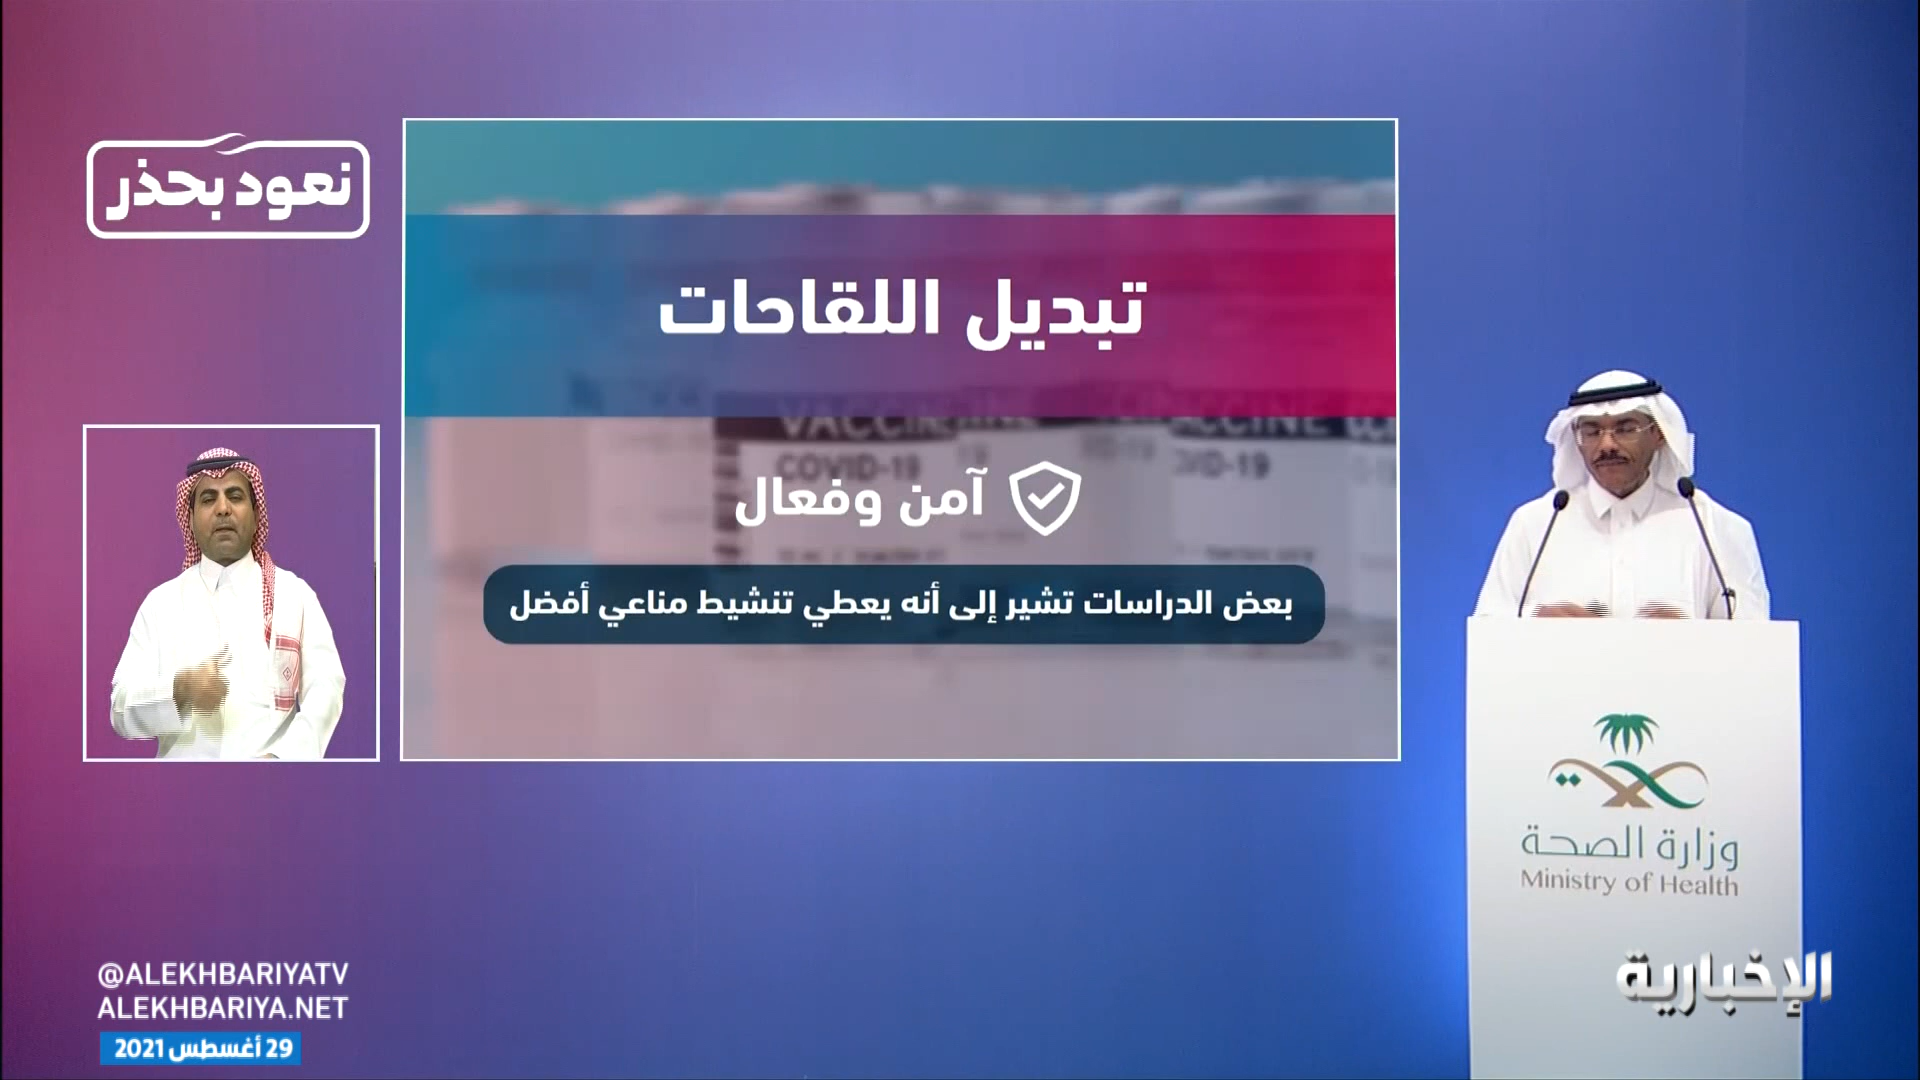 نعود بحذر
تبديل اللقاحات
VACCINE
COVID-19
آمن وفعال
بعض الدراسات تشير إلى أنه يعطي تنشيط مناعي أفضل
وزارة الصحة
Ministry of Health
الإخبارية
@ALEKHBARIYATV
ALEKHBARIYA.NET
29 أغسطس 2021